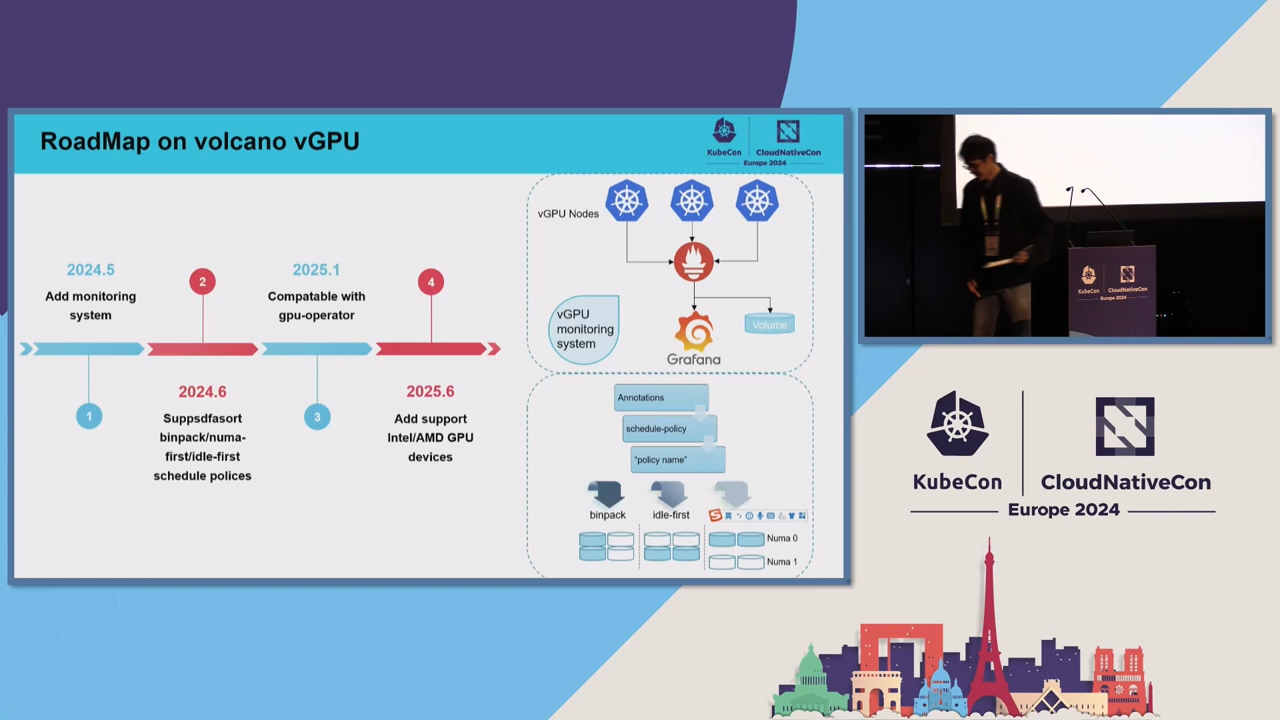 RoadMap on volcano vGPU
KubeCon
CloudNativeCon
Europe 2024
2024.5
Add monitoring
system
1
2
2024.6
Suppsdfasort
binpack/numa-
first/idle-first
schedule polices
2025.1
Compatable with
gpu-operator
3
4
2025.6
Add support
Intel/AMD GPU
devices
vGPU Nodes
vGPU
monitoring
system
Grafana
Volume
Annotations
schedule-policy
"policy name"
binpack
idle-first
Numa 0
Numa 1
KubeCon
CloudNativeCon
Europe 2024
KubeCon
CloudNativeCon
Europe 2024